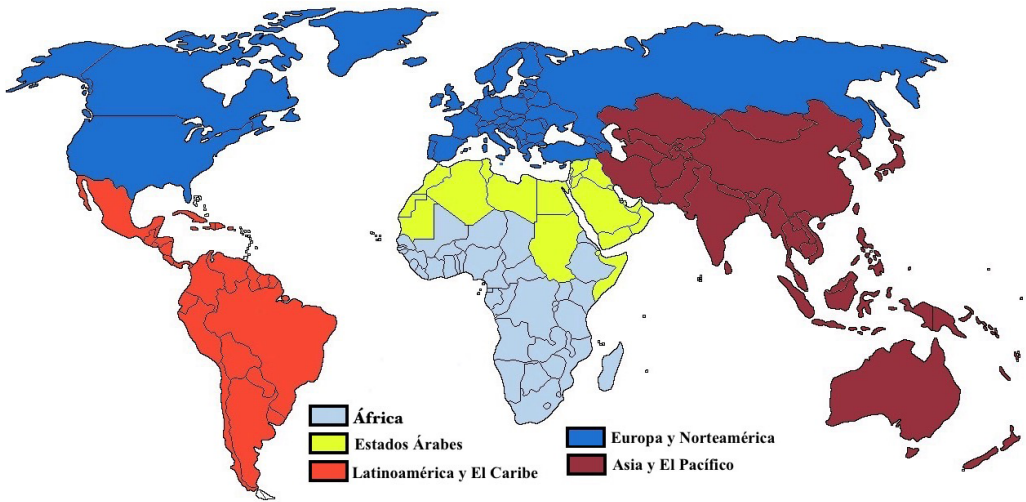 África
Estados Árabes
Latinoamérica y El Caribe
Europa y Norteamérica
Asia y El Pacífico